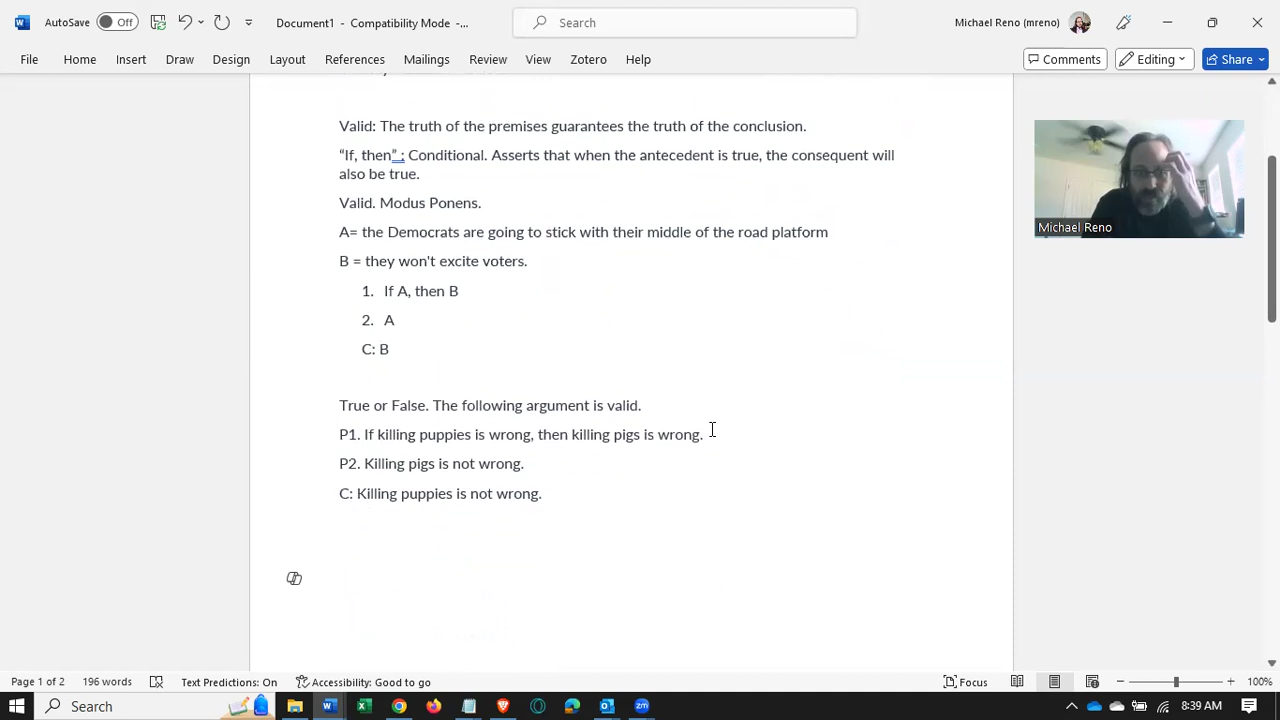 AutoSave Off Document1 - Compatibility Mode -... Search Michael Reno (mreno)
File Home Insert Draw Design Layout References Mailings Review View Zotero Help Comments Editing Share
Valid: The truth of the premises guarantees the truth of the conclusion.
“If, then” ; Conditional. Asserts that when the antecedent is true, the consequent will
also be true.
Valid. Modus Ponens.
A= the Democrats are going to stick with their middle of the road platform
B = they won't excite voters.
1. If A, then B
2. A
C: B
True or False. The following argument is valid.
P1. If killing puppies is wrong, then killing pigs is wrong.
P2. Killing pigs is not wrong.
C: Killing puppies is not wrong.
Michael Reno
Page 1 of 2 196 words Text Predictions: On Accessibility: Good to go Focus 100%
Search 8:39 AM